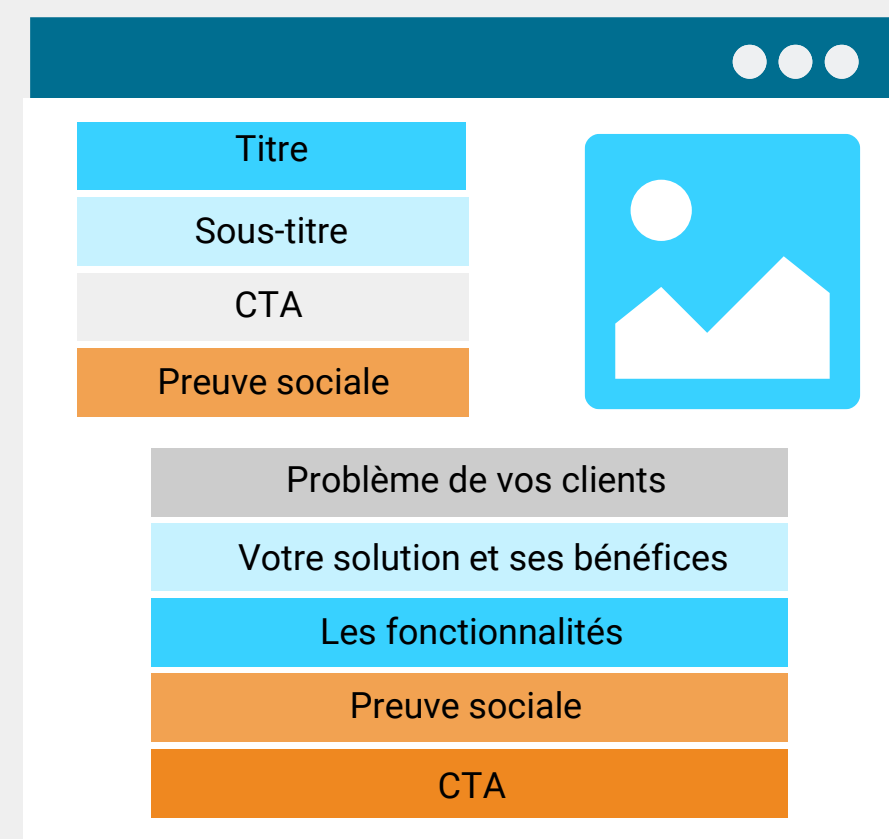 Titre
Sous-titre
CTA
Preuve sociale
Problème de vos clients
Votre solution et ses bénéfices
Les fonctionnalités
Preuve sociale
CTA